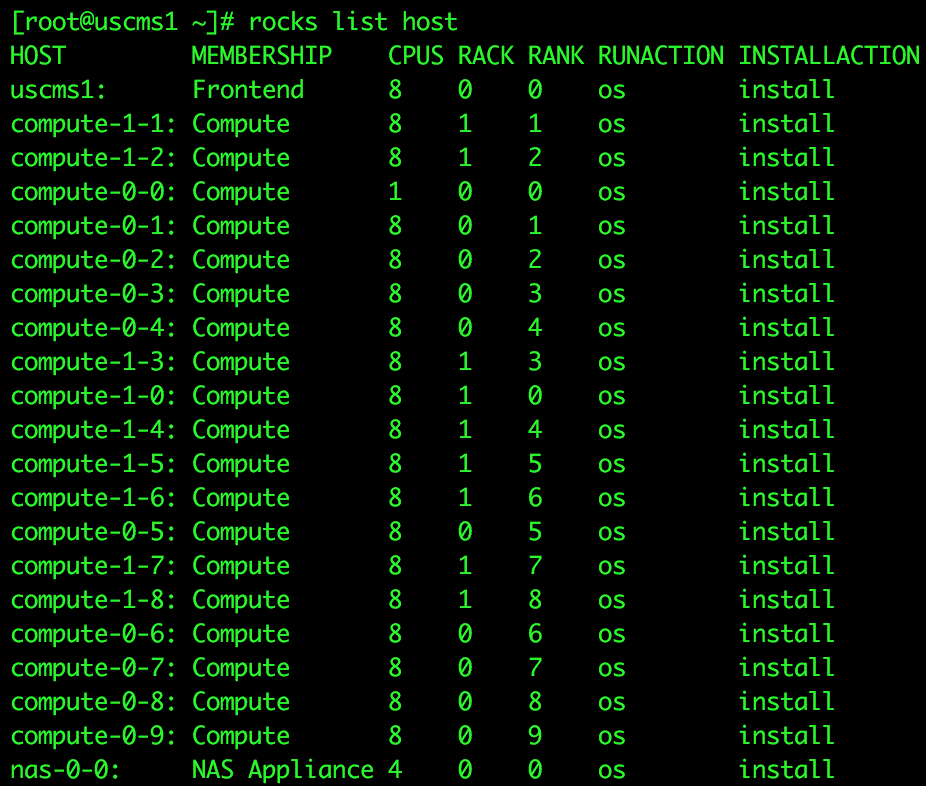 [root@uscms1 ~]# rocks list host
HOST         MEMBERSHIP    CPUS RACK RANK RUNACTION INSTALLACTION
uscms1:      Frontend      8    0    0    os        install
compute-1-1: Compute       8    1    1    os        install
compute-1-2: Compute       8    1    2    os        install
compute-0-0: Compute       1    0    0    os        install
compute-0-1: Compute       8    0    1    os        install
compute-0-2: Compute       8    0    2    os        install
compute-0-3: Compute       8    0    3    os        install
compute-0-4: Compute       8    0    4    os        install
compute-1-3: Compute       8    1    3    os        install
compute-1-0: Compute       8    1    0    os        install
compute-1-4: Compute       8    1    4    os        install
compute-1-5: Compute       8    1    5    os        install
compute-1-6: Compute       8    1    6    os        install
compute-0-5: Compute       8    0    5    os        install
compute-1-7: Compute       8    1    7    os        install
compute-1-8: Compute       8    1    8    os        install
compute-0-6: Compute       8    0    6    os        install
compute-0-7: Compute       8    0    7    os        install
compute-0-8: Compute       8    0    8    os        install
compute-0-9: Compute       8    0    9    os        install
nas-0-0:     NAS Appliance 4    0    0    os        install